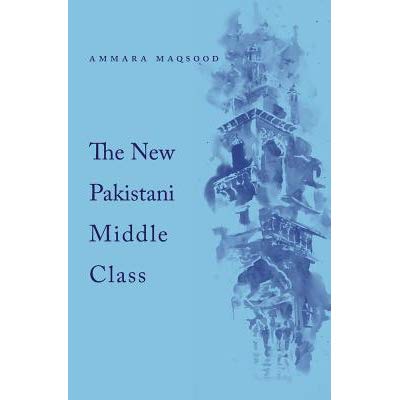 AMMARA MAQSOOD
The New
Pakistani
Middle
Class